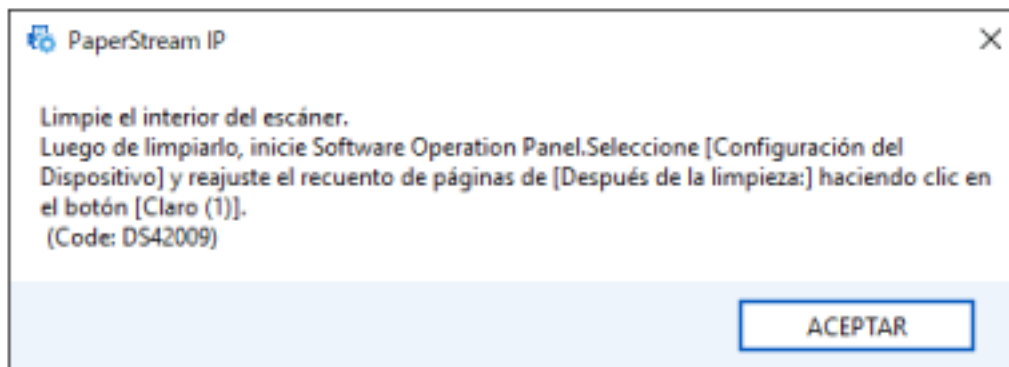 PaperStream IP
Limpie el interior del escáner.
Luego de limpiarlo, inicie Software Operation Panel.Seleccione [Configuración del
Dispositivo] y reajuste el recuento de páginas de [Después de la limpieza:] haciendo clic en
el botón [Claro (1)].
(Code: DS42009)
ACEPTAR